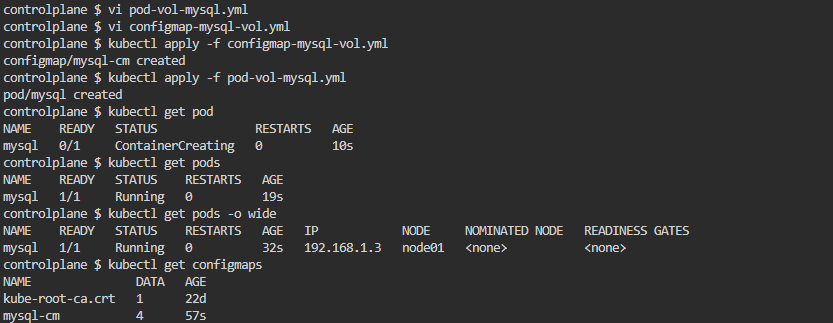 controlplane $ vi pod-vol-mysql.yml
controlplane $ vi configmap-mysql-vol.yml
controlplane $ kubectl apply -f configmap-mysql-vol.yml
configmap/mysql-cm created
controlplane $ kubectl apply -f pod-vol-mysql.yml
pod/mysql created
controlplane $ kubectl get pod
NAME    READY   STATUS              RESTARTS   AGE
mysql   0/1     ContainerCreating   0          10s
controlplane $ kubectl get pods
NAME    READY   STATUS    RESTARTS   AGE
mysql   1/1     Running   0          19s
controlplane $ kubectl get pods -o wide
NAME    READY   STATUS    RESTARTS   AGE   IP            NODE     NOMINATED NODE   READINESS GATES
mysql   1/1     Running   0          32s   192.168.1.3   node01   <none>           <none>
controlplane $ kubectl get configmaps
NAME               DATA   AGE
kube-root-ca.crt   1      22d
mysql-cm           4      57s